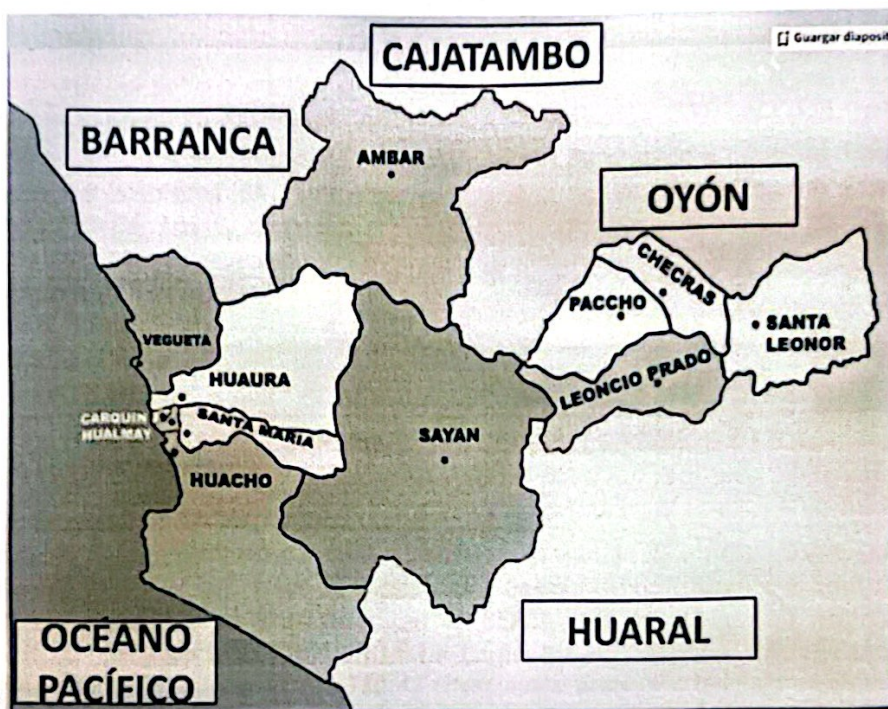 Guargar diaposit
CAJATAMBO
BARRANCA
AMBAR
OYÓN
CHECRAS
PACCHO
SANTA
LEONOR
VEGUETA
HUAURA
LEONCIO PRADO
CARQUIN
HUALMAY
SANTA MARIA
SAYAN
HUACHO
OCÉANO
PACÍFICO
HUARAL